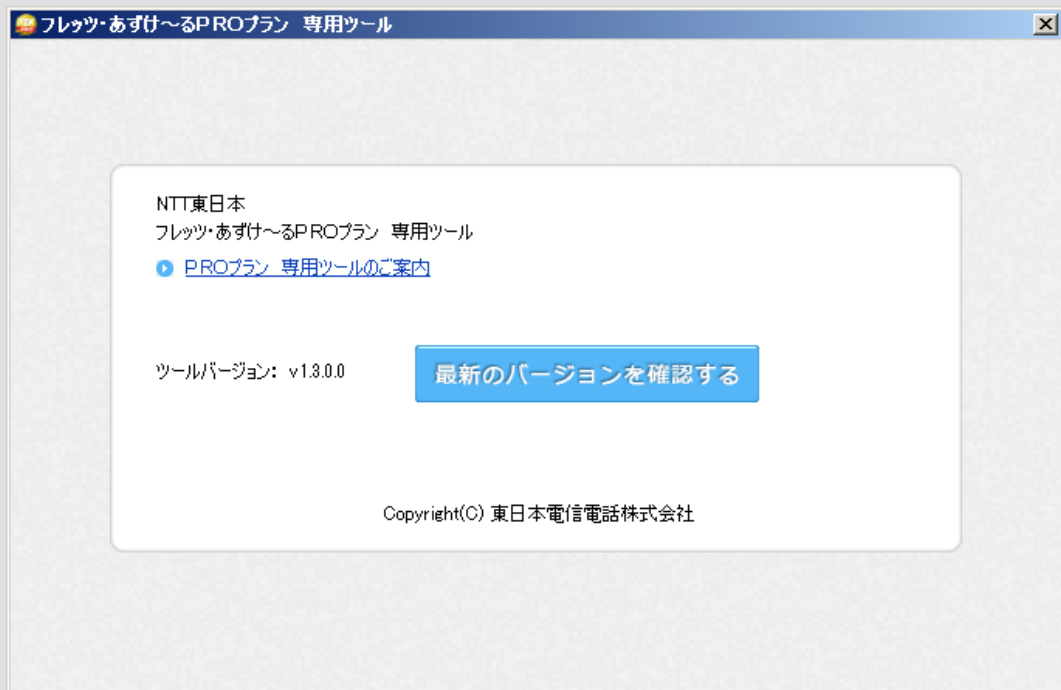 フレッツ・あずけ～るPROプラン 専用ツール
NTT東日本
フレッツ・あずけ～るPROプラン 専用ツール
PROプラン 専用ツールのご案内
ツールバージョン： v1.3.0.0
最新のバージョンを確認する
Copyright(C) 東日本電信電話株式会社